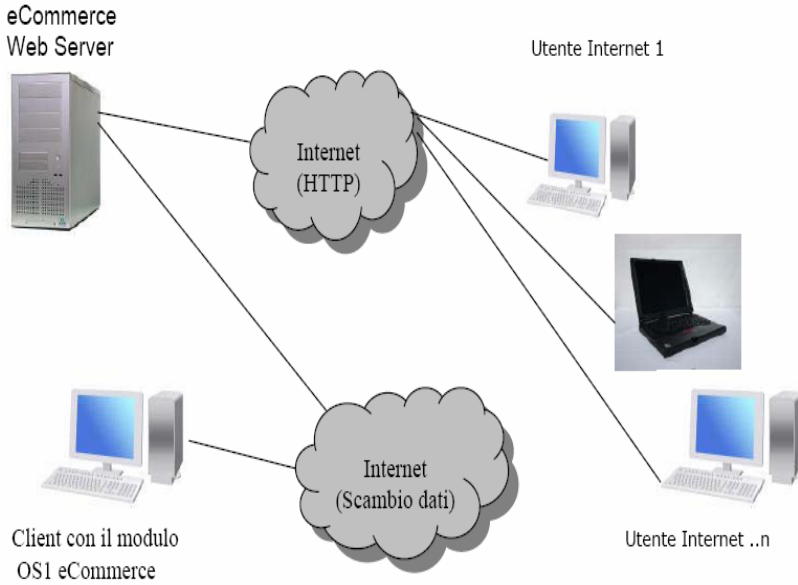 eCommerce
Web Server
Utente Internet 1
Internet
(HTTP)
Internet
(Scambio dati)
Client con il modulo
OS1 eCommerce
Utente Internet ..n